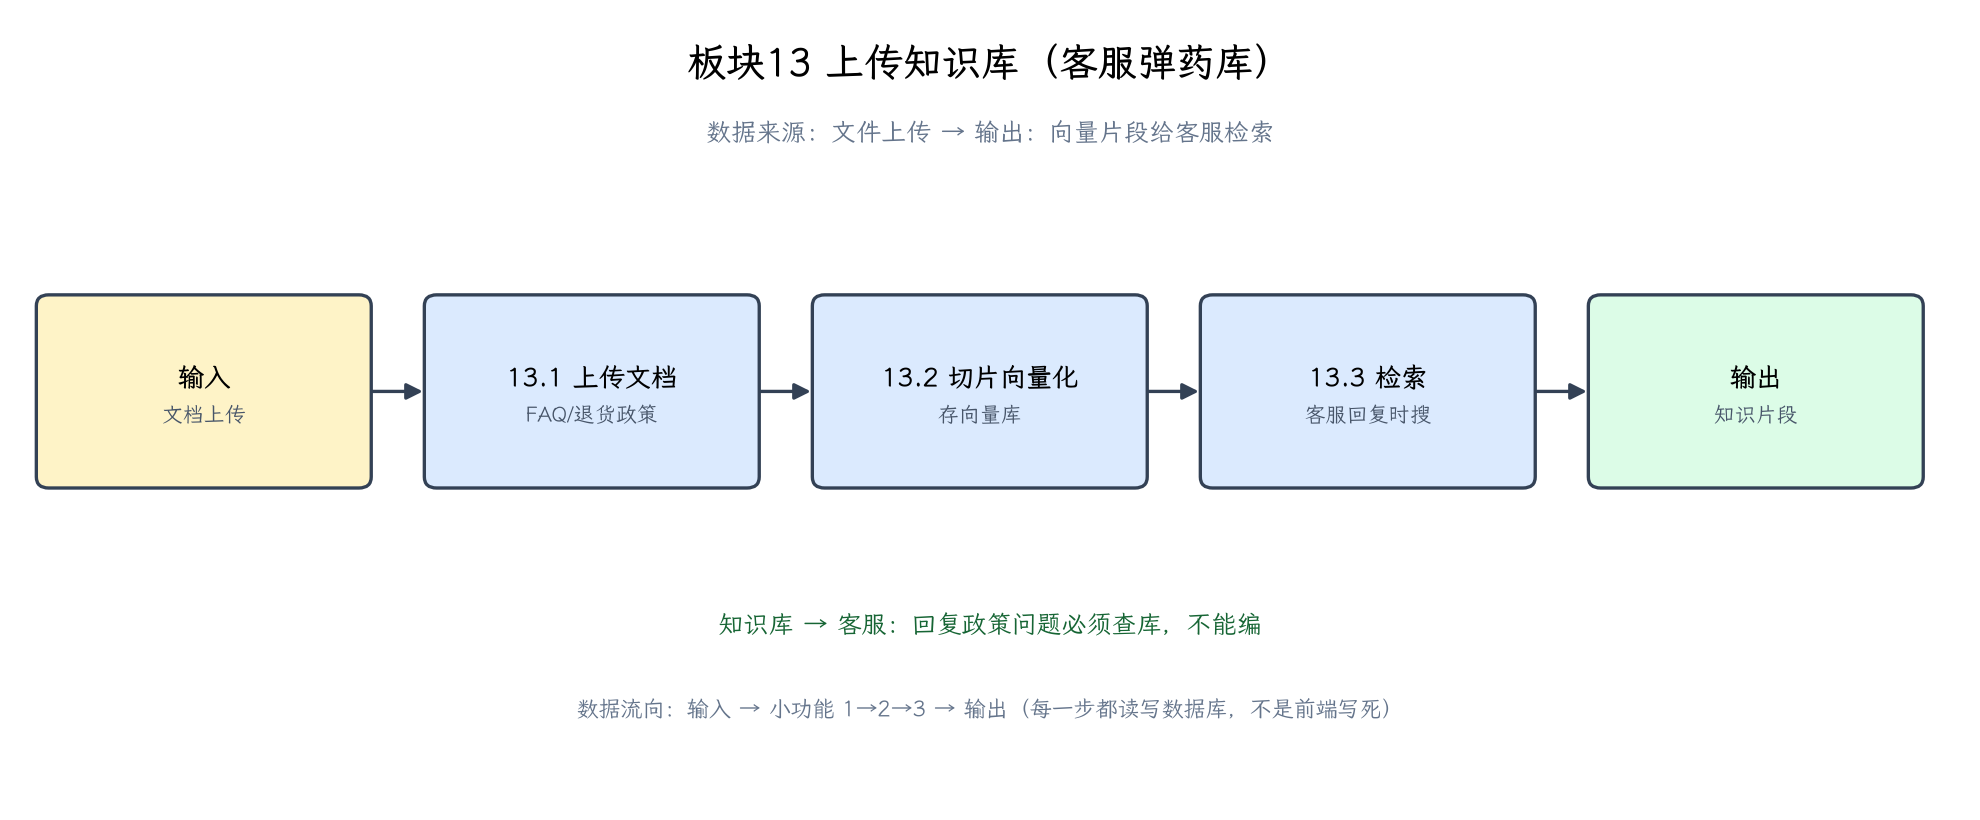 板块13 上传知识库（客服弹药库）
数据来源：文件上传 → 输出：向量片段给客服检索
输入
文档上传
13.1 上传文档
FAQ/退货政策
13.2 切片向量化
存向量库
13.3 检索
客服回复时搜
输出
知识片段
知识库 → 客服：回复政策问题必须查库，不能编
数据流向：输入 → 小功能 1→2→3 → 输出（每一步都读写数据库，不是前端写死）